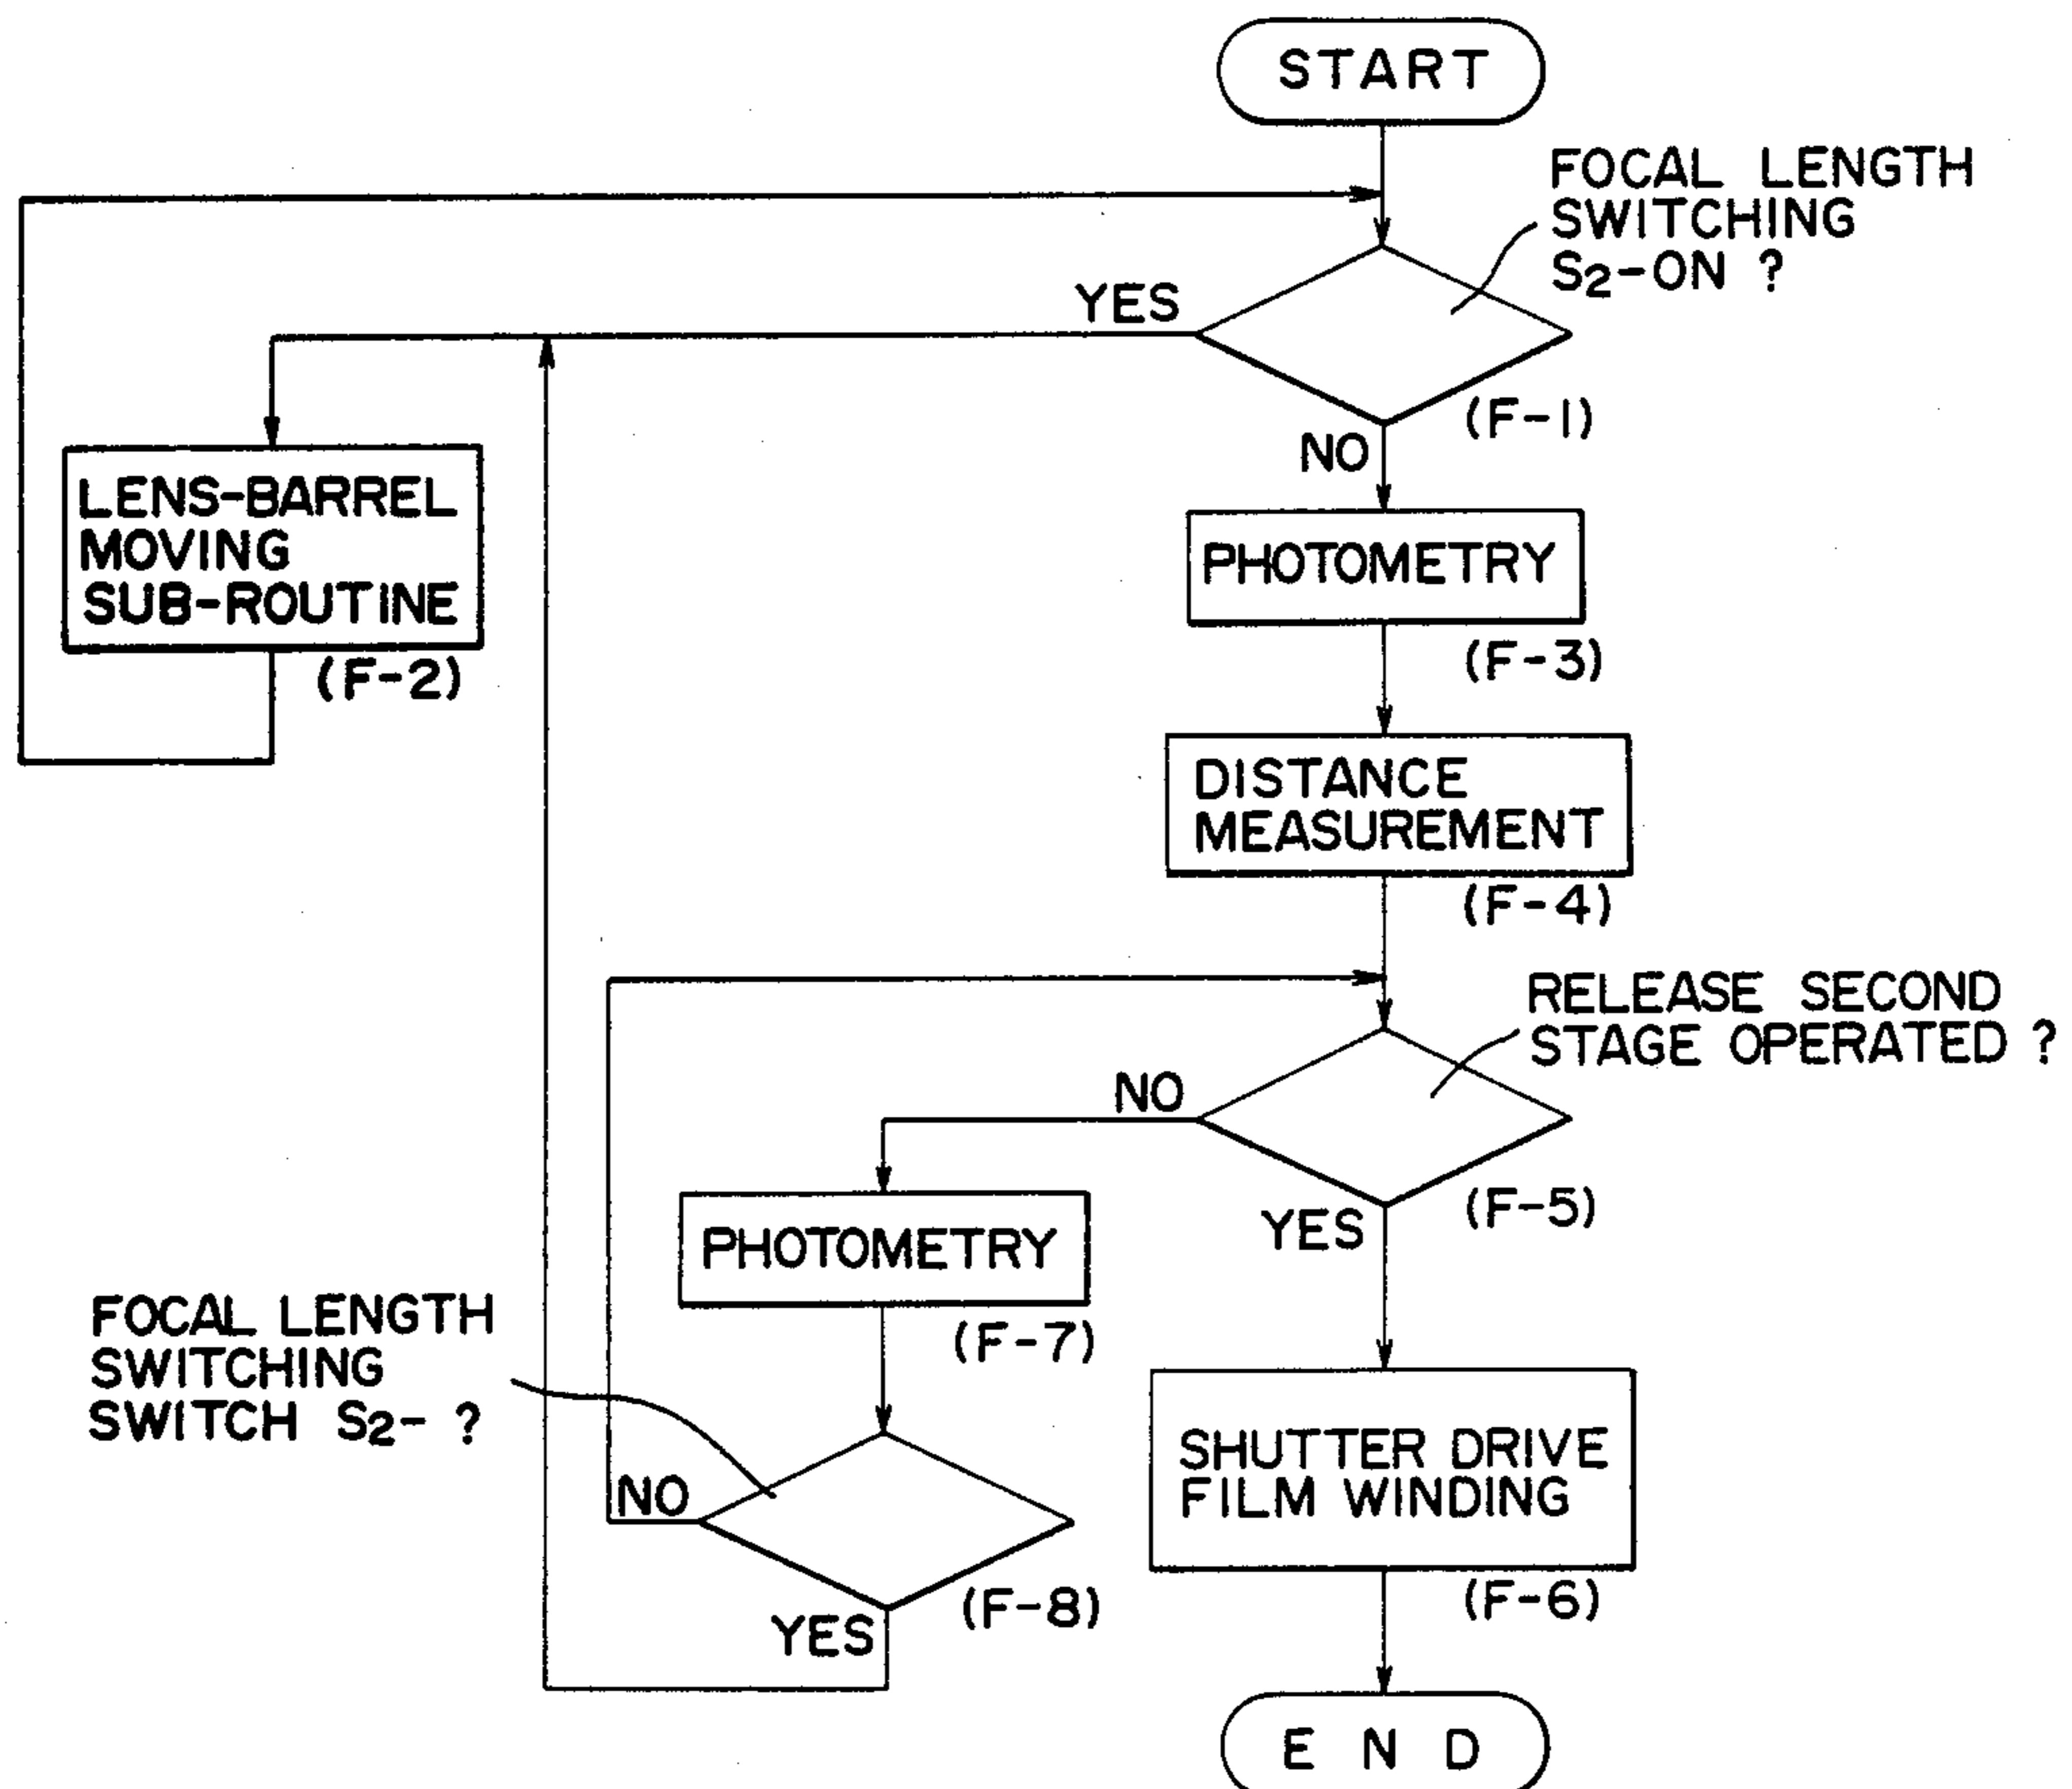 START
FOCAL LENGTH
SWITCHING
S2-ON ?
YES
(F-1)
NO
LENS-BARREL
MOVING
SUB-ROUTINE
(F-2)
PHOTOMETRY
(F-3)
DISTANCE
MEASUREMENT
(F-4)
RELEASE SECOND
STAGE OPERATED ?
NO
(F-5)
YES
PHOTOMETRY
(F-7)
FOCAL LENGTH
SWITCHING
SWITCH S2- ?
NO
(F-8)
YES
SHUTTER DRIVE
FILM WINDING
(F-6)
END